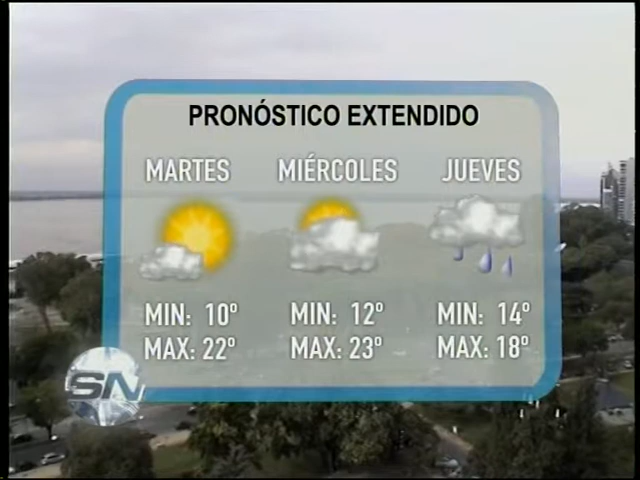 PRONÓSTICO EXTENDIDO
MARTES MIÉRCOLES JUEVES
MIN: 10º MIN: 12º MIN: 14º
MAX: 22º MAX: 23º MAX: 18º
SN